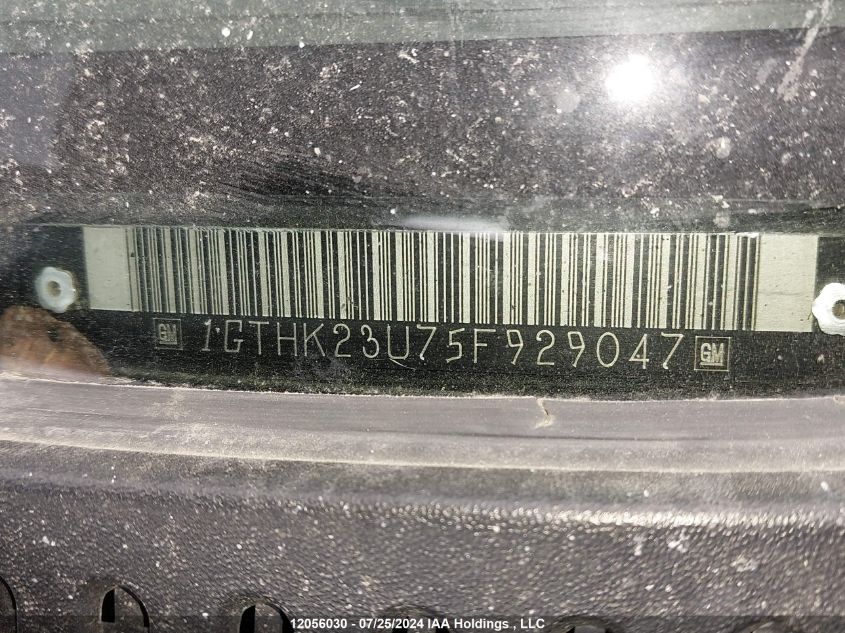 GM 1GTHK23U75F929047 GM
12056030 - 07/25/2024 IAA Holdings , LLC